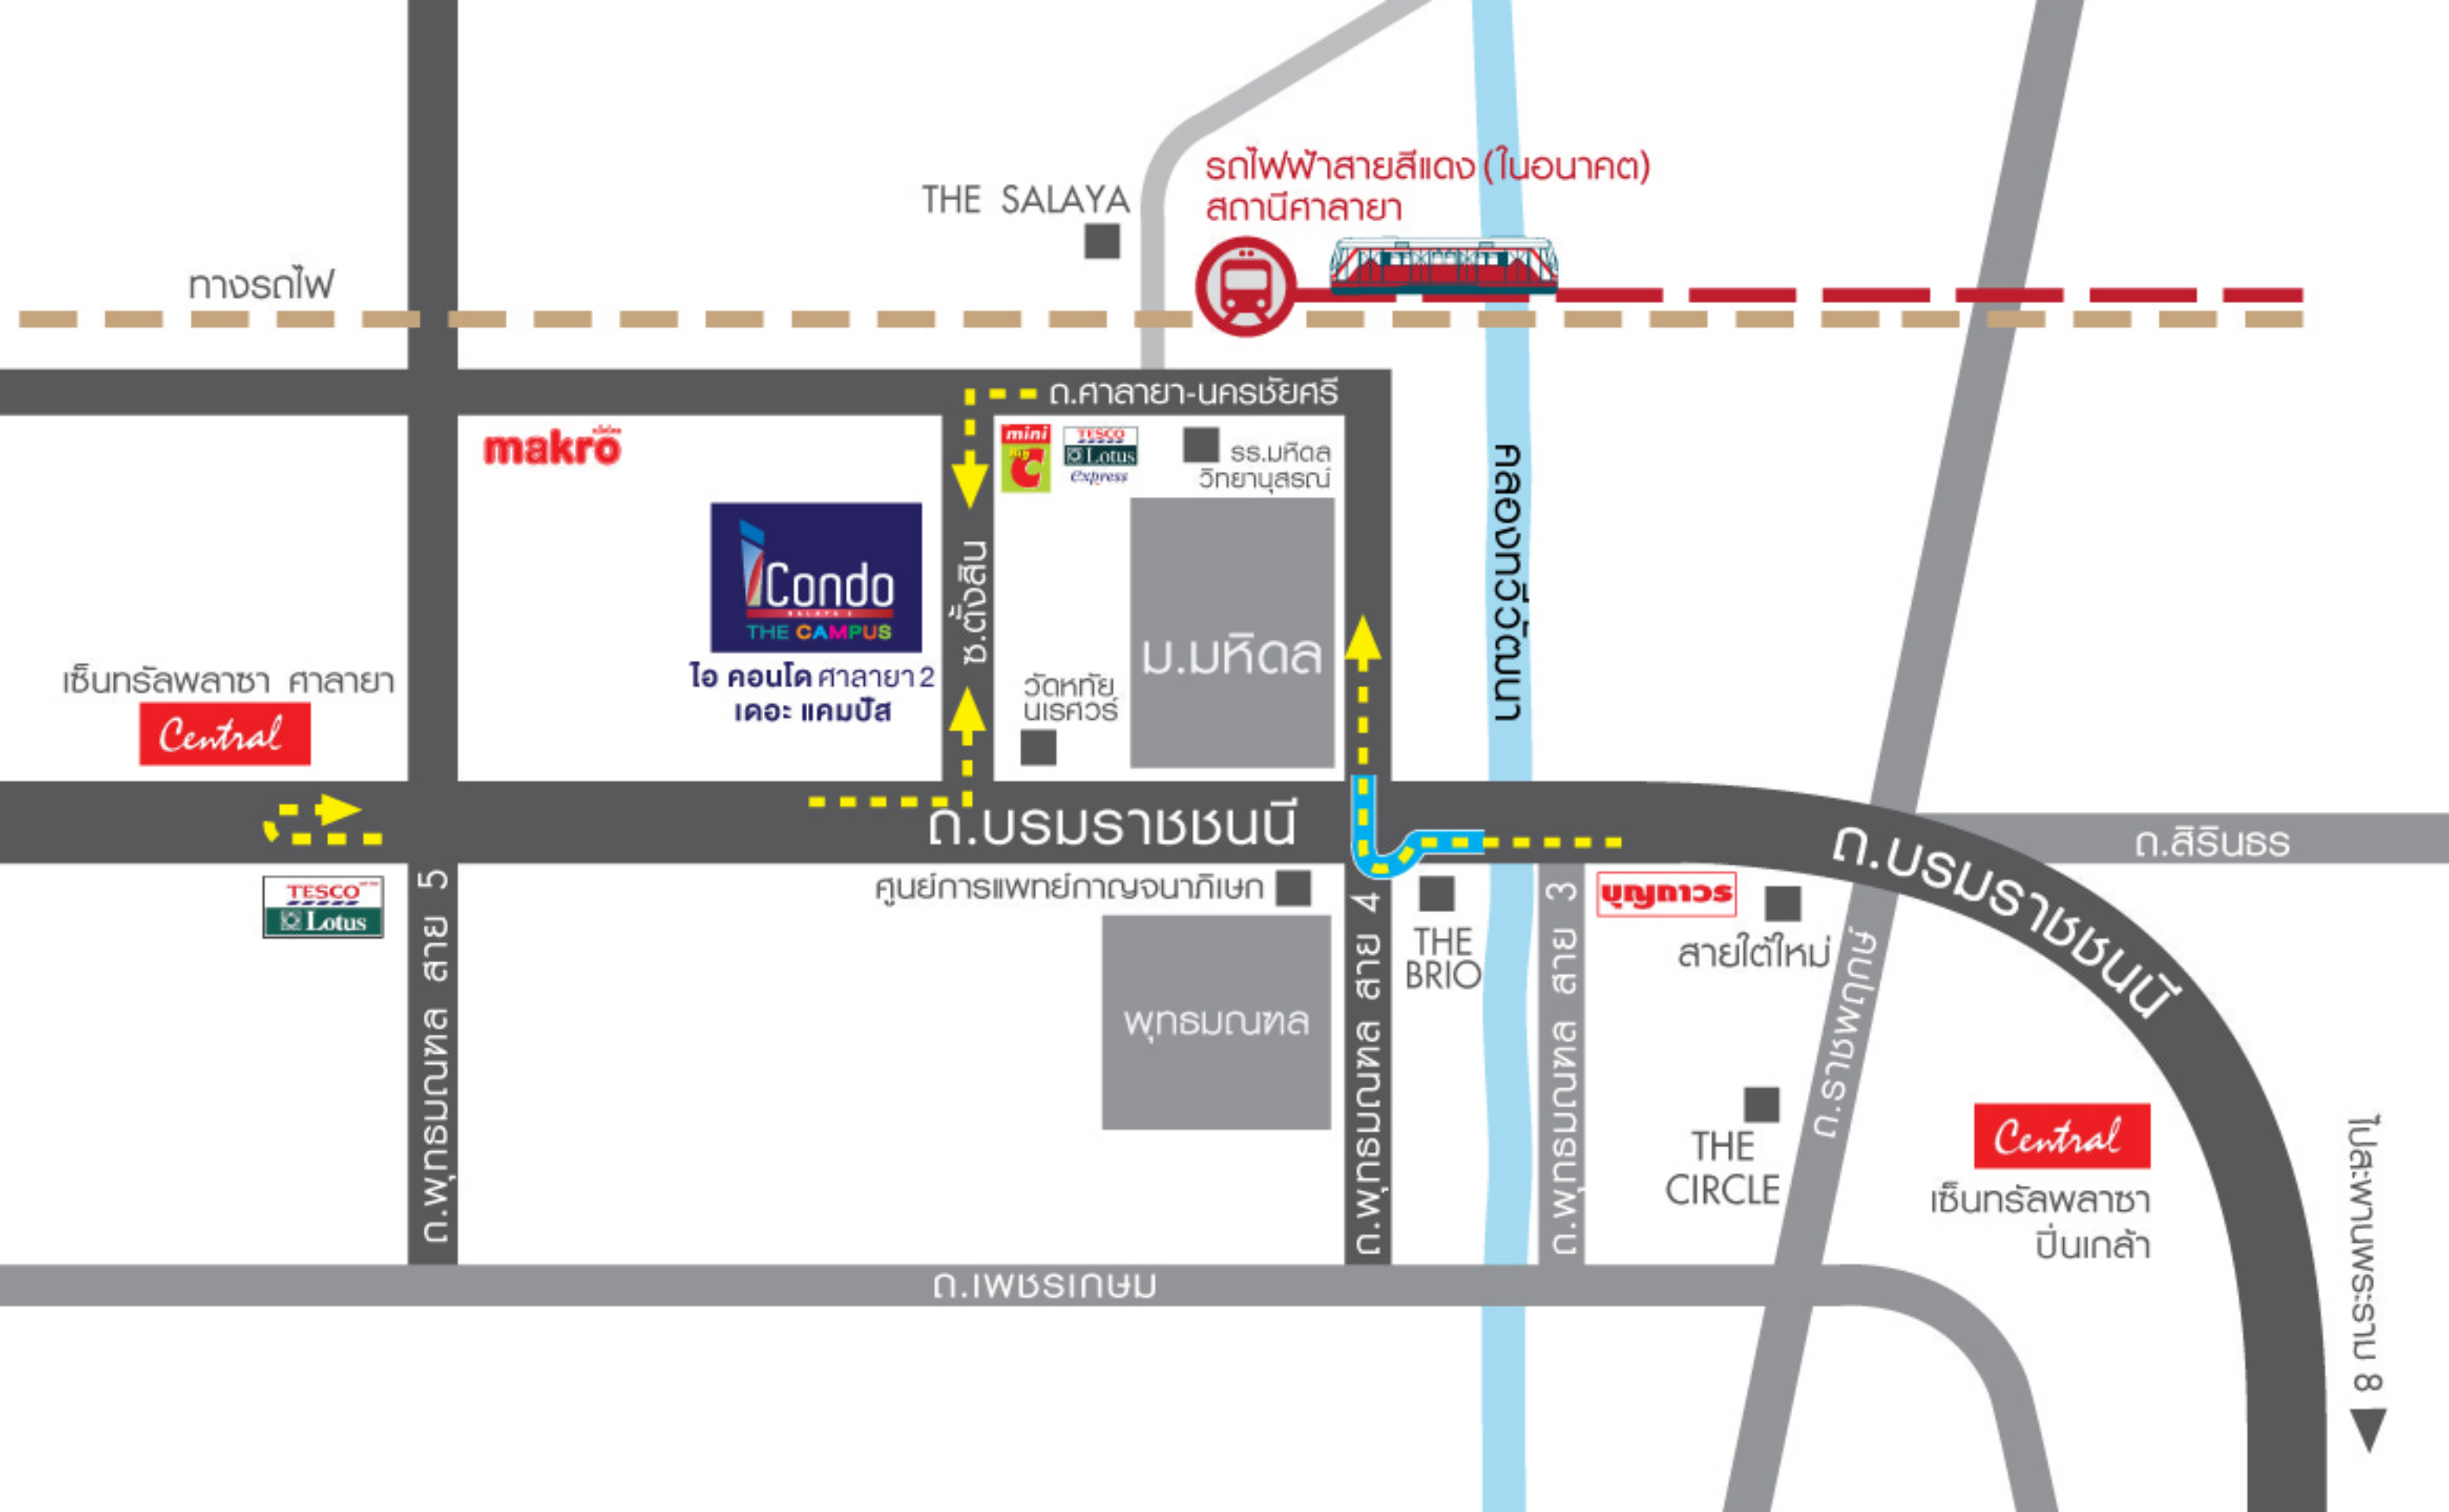 รถไฟฟ้าสายสีแดง (ในอนาคต)
สถานีศาลายา
THE SALAYA
ทางรถไฟ
ถ.ศาลายา-นครชัยศรี
makro
mini
Big
C
TESCO
Lotus
express
รร.มหิดล
วิทยานุสรณ์
คลองทวีวัฒนา
iCondo
SALAYA 2
THE CAMPUS
ไอ คอนโด ศาลายา 2
เดอะ แคมปัส
ซ.ตั้งสิน
ม.มหิดล
วัดหทัย
นเรศวร์
เซ็นทรัลพลาซา ศาลายา
Central
ถ.บรมราชชนนี
ถ.บรมราชชนนี
ถ.สิรินธร
TESCO
Lotus
ถ.พุทธมณฑล สาย 5
ศูนย์การแพทย์กาญจนาภิเษก
พุทธมณฑล
ถ.พุทธมณฑล สาย 4
THE
BRIO
ถ.พุทธมณฑล สาย 3
บุญถาวร
สายใต้ใหม่
ถ.ราชพฤกษ์
THE
CIRCLE
Central
เซ็นทรัลพลาซา
ปิ่นเกล้า
ไปสะพานพระราม 8
ถ.เพชรเกษม